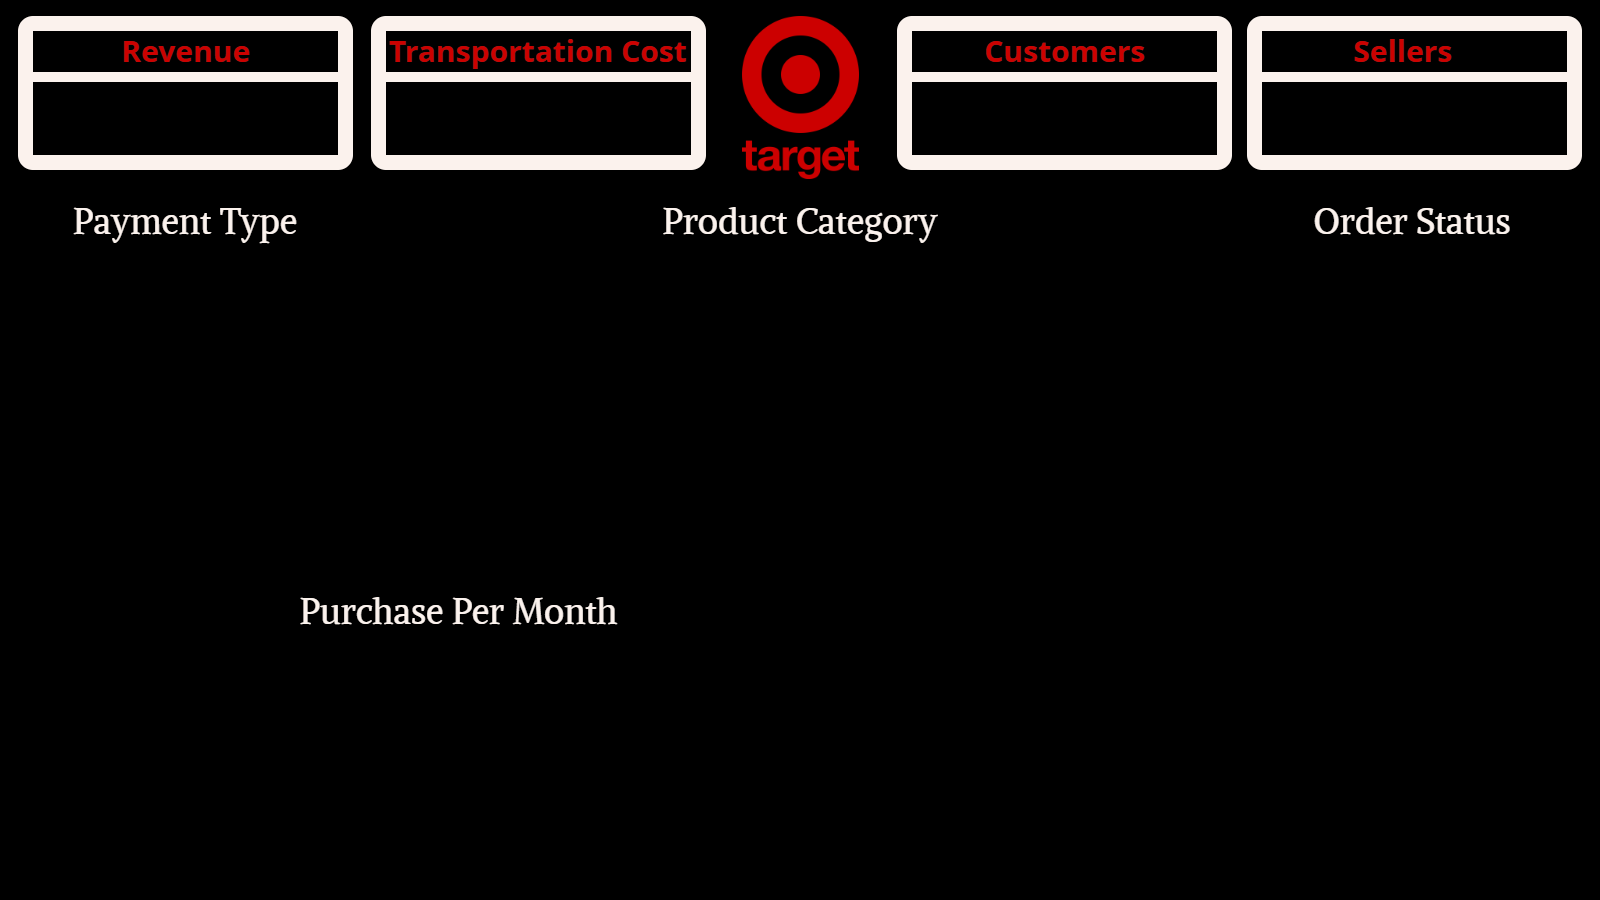 Revenue
Transportation Cost
target
Customers
Sellers
Payment Type
Product Category
Order Status
Purchase Per Month